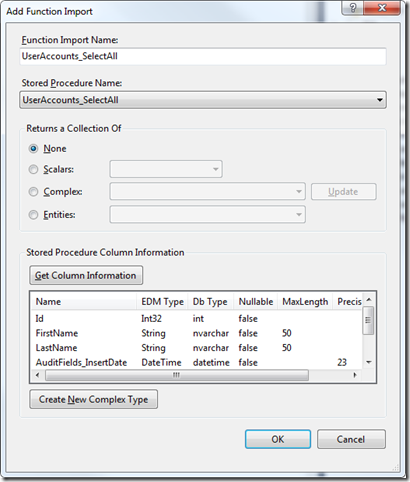 Add Function Import
Function Import Name:
UserAccounts_SelectAll
Stored Procedure Name:
UserAccounts_SelectAll
Returns a Collection Of
None
Scalars:
Complex:
Update
Entities:
Stored Procedure Column Information
Get Column Information
Name EDM Type Db Type Nullable MaxLength Precis
Id Int32 int false
FirstName String nvarchar false 50
LastName String nvarchar false 50
AuditFields_InsertDate DateTime datetime false 23
Create New Complex Type
OK Cancel